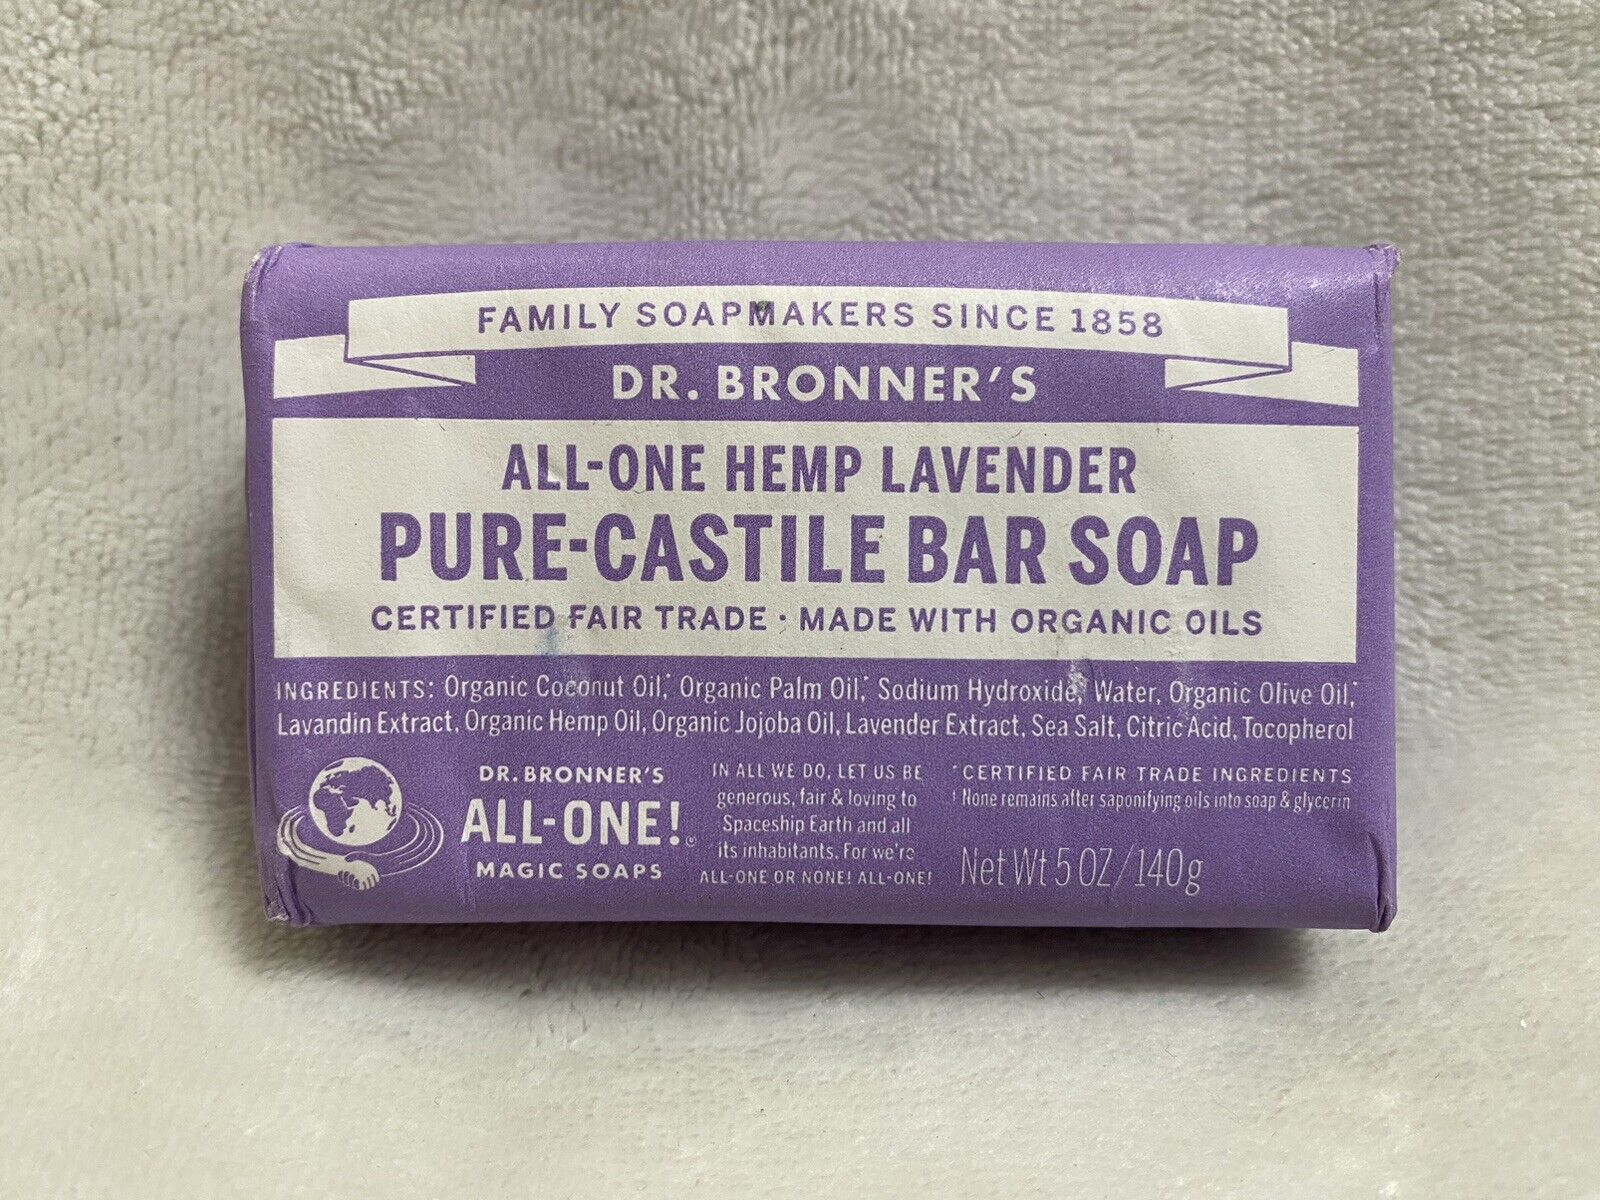 FAMILY SOAPMAKERS SINCE 1858
DR. BRONNER'S
ALL-ONE HEMP LAVENDER
PURE-CASTILE BAR SOAP
CERTIFIED FAIR TRADE · MADE WITH ORGANIC OILS
INGREDIENTS: Organic Coconut Oil,* Organic Palm Oil,* Sodium Hydroxide,† Water, Organic Olive Oil,*
Lavandin Extract, Organic Hemp Oil, Organic Jojoba Oil, Lavender Extract, Sea Salt, Citric Acid, Tocopherol
DR. BRONNER'S
ALL-ONE!®
MAGIC SOAPS
IN ALL WE DO, LET US BE
generous, fair & loving to
Spaceship Earth and all
its inhabitants. For we're
ALL-ONE OR NONE! ALL-ONE!
*CERTIFIED FAIR TRADE INGREDIENTS
† None remains after saponifying oils into soap & glycerin
Net Wt 5 OZ/140g